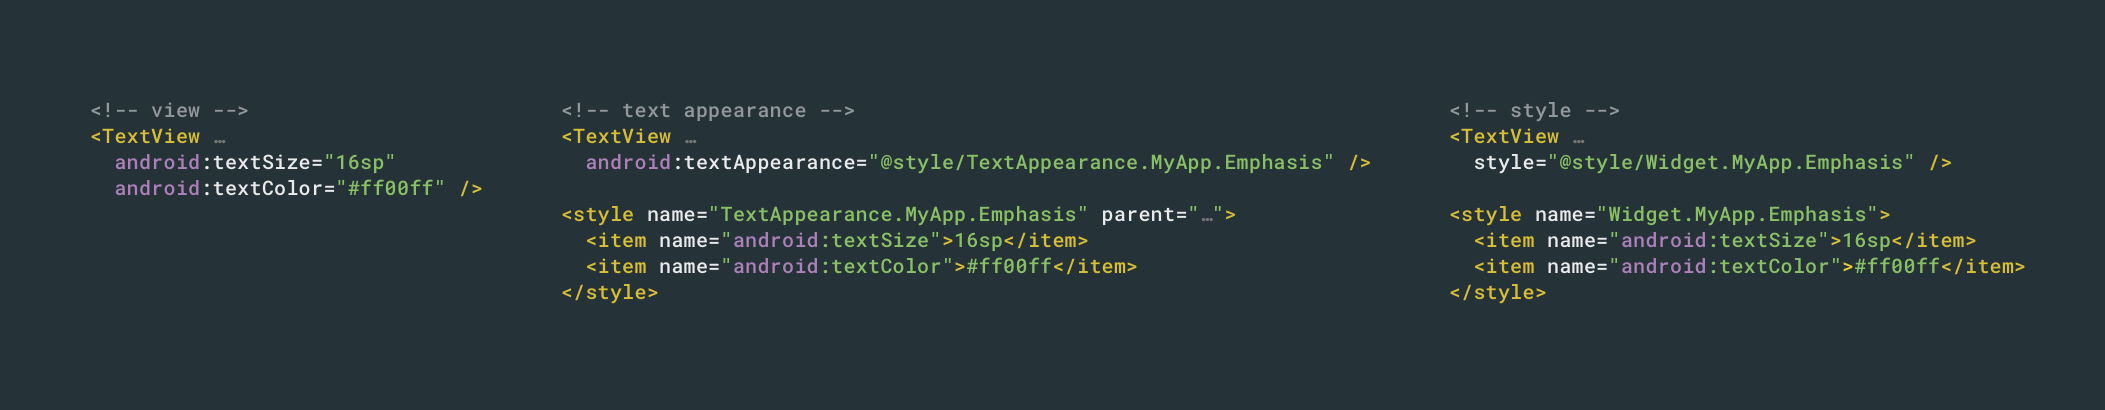 <!-- view -->
<TextView …
  android:textSize="16sp"
  android:textColor="#ff00ff" />
<!-- text appearance -->
<TextView …
  android:textAppearance="@style/TextAppearance.MyApp.Emphasis" />

<style name="TextAppearance.MyApp.Emphasis" parent="…">
  <item name="android:textSize">16sp</item>
  <item name="android:textColor">#ff00ff</item>
</style>
<!-- style -->
<TextView …
  style="@style/Widget.MyApp.Emphasis" />

<style name="Widget.MyApp.Emphasis">
  <item name="android:textSize">16sp</item>
  <item name="android:textColor">#ff00ff</item>
</style>